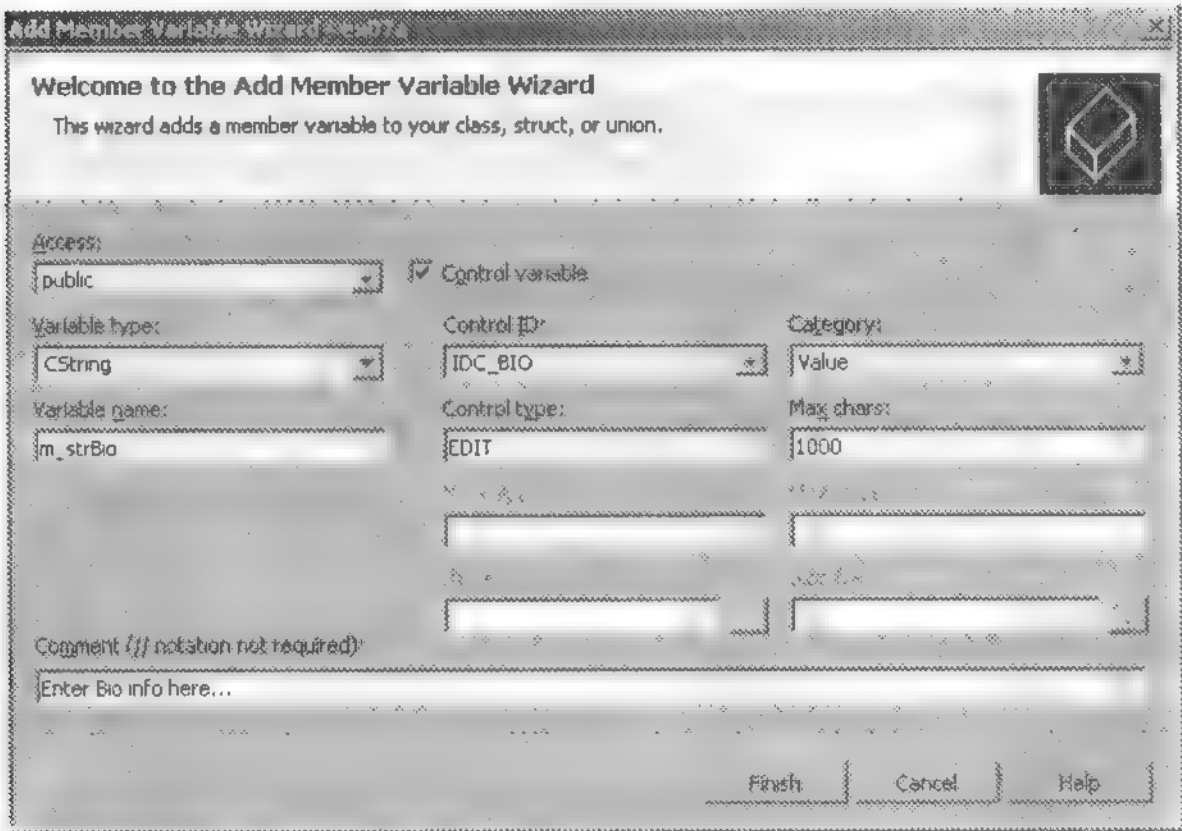 Add Member Variable Wizard - ex07a
Welcome to the Add Member Variable Wizard
This wizard adds a member variable to your class, struct, or union.
Access:
public
Control variable
Variable type:
Control ID:
Category:
CString
IDC_BIO
Value
Variable name:
Control type:
Max chars:
m_strBio
EDIT
1000
Comment (// notation not required):
Enter Bio info here...
Finish
Cancel
Help